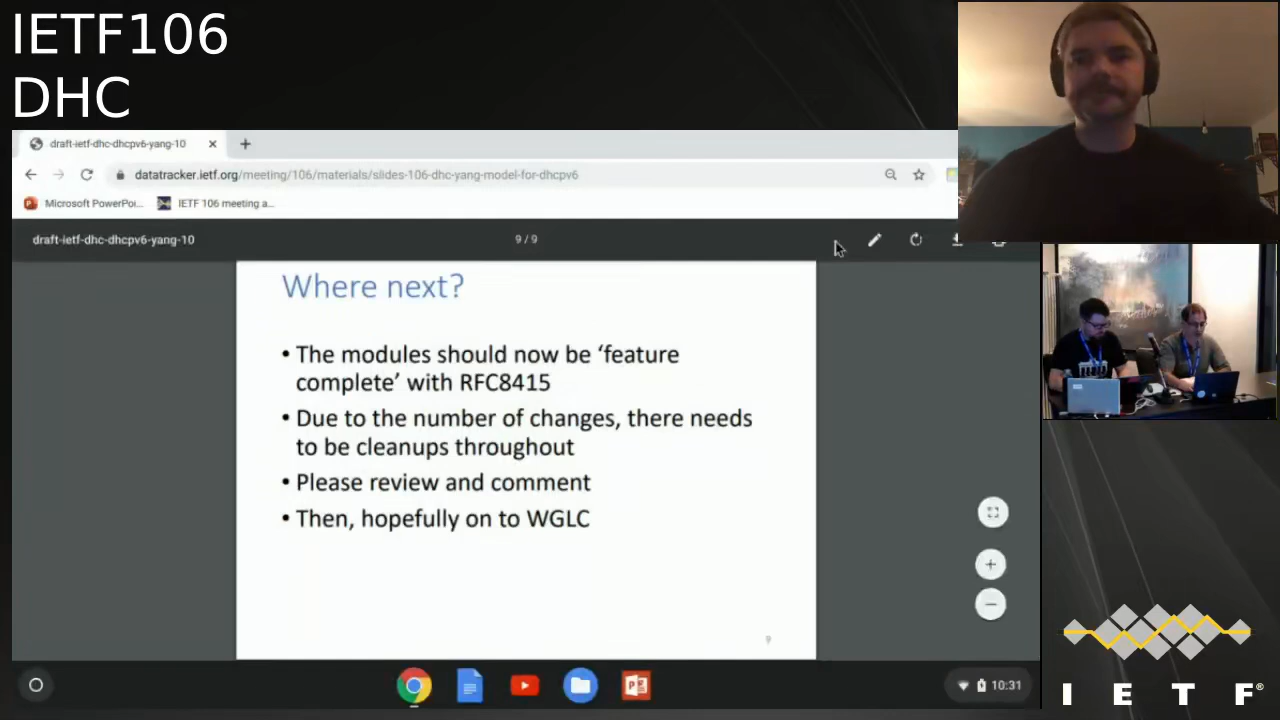 IETF106
DHC
draft-ietf-dhc-dhcpv6-yang-10
datatracker.ietf.org/meeting/106/materials/slides-106-dhc-yang-model-for-dhcpv6
Microsoft PowerPoi...
IETF 106 meeting a...
draft-ietf-dhc-dhcpv6-yang-10
9 / 9
Where next?
• The modules should now be ‘feature
complete’ with RFC8415
• Due to the number of changes, there needs
to be cleanups throughout
• Please review and comment
• Then, hopefully on to WGLC
9
10:31
I E T F®